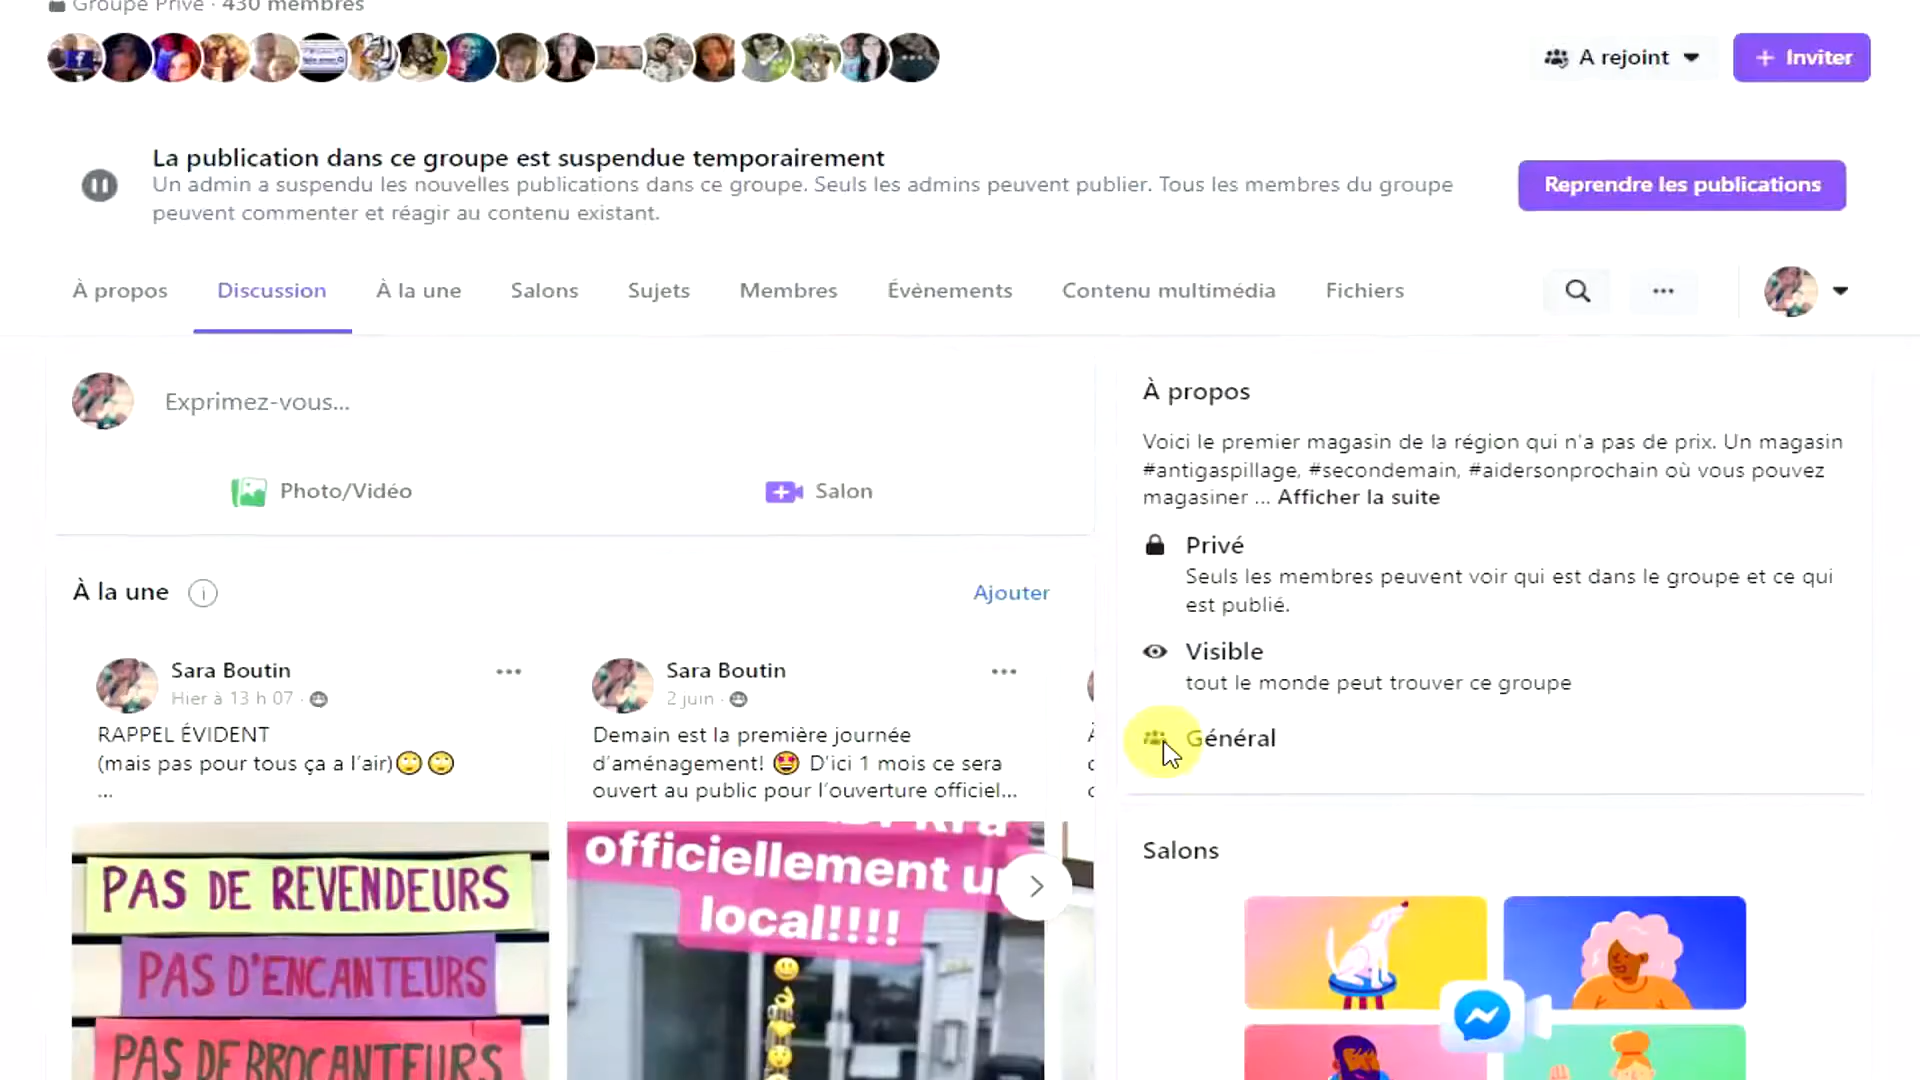 Groupe Privé · 430 membres
A rejoint
+ Inviter
La publication dans ce groupe est suspendue temporairement
Un admin a suspendu les nouvelles publications dans ce groupe. Seuls les admins peuvent publier. Tous les membres du groupe
peuvent commenter et réagir au contenu existant.
Reprendre les publications
À propos
Discussion
À la une
Salons
Sujets
Membres
Évènements
Contenu multimédia
Fichiers
Exprimez-vous...
Photo/Vidéo
Salon
À la une
Ajouter
Sara Boutin
Hier à 13 h 07 ·
RAPPEL ÉVIDENT
(mais pas pour tous ça a l'air)🙄 🙄
...
PAS DE REVENDEURS
PAS D'ENCANTEURS
PAS DE BROCANTEURS
Sara Boutin
2 juin ·
Demain est la première journée
d'aménagement! 🤩 D'ici 1 mois ce sera
ouvert au public pour l'ouverture officiel...
officiellement un
local!!!!
À propos
Voici le premier magasin de la région qui n'a pas de prix. Un magasin
#antigaspillage, #secondemain, #aidersonprochain où vous pouvez
magasiner ... Afficher la suite
Privé
Seuls les membres peuvent voir qui est dans le groupe et ce qui
est publié.
Visible
tout le monde peut trouver ce groupe
Général
Salons